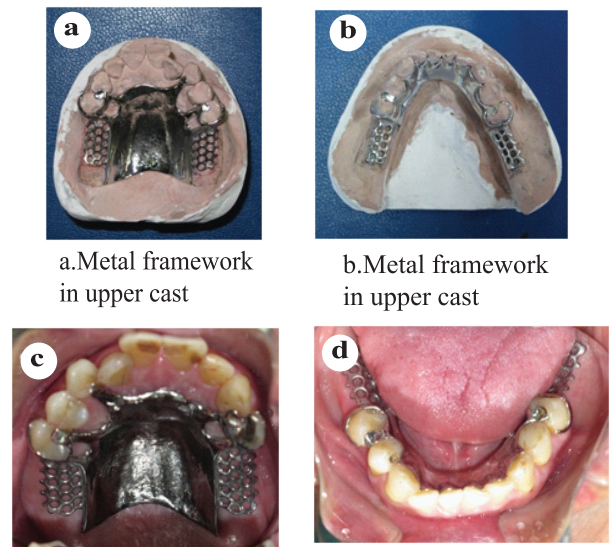 a
b
a.Metal framework
in upper cast
b.Metal framework
in upper cast
c
d